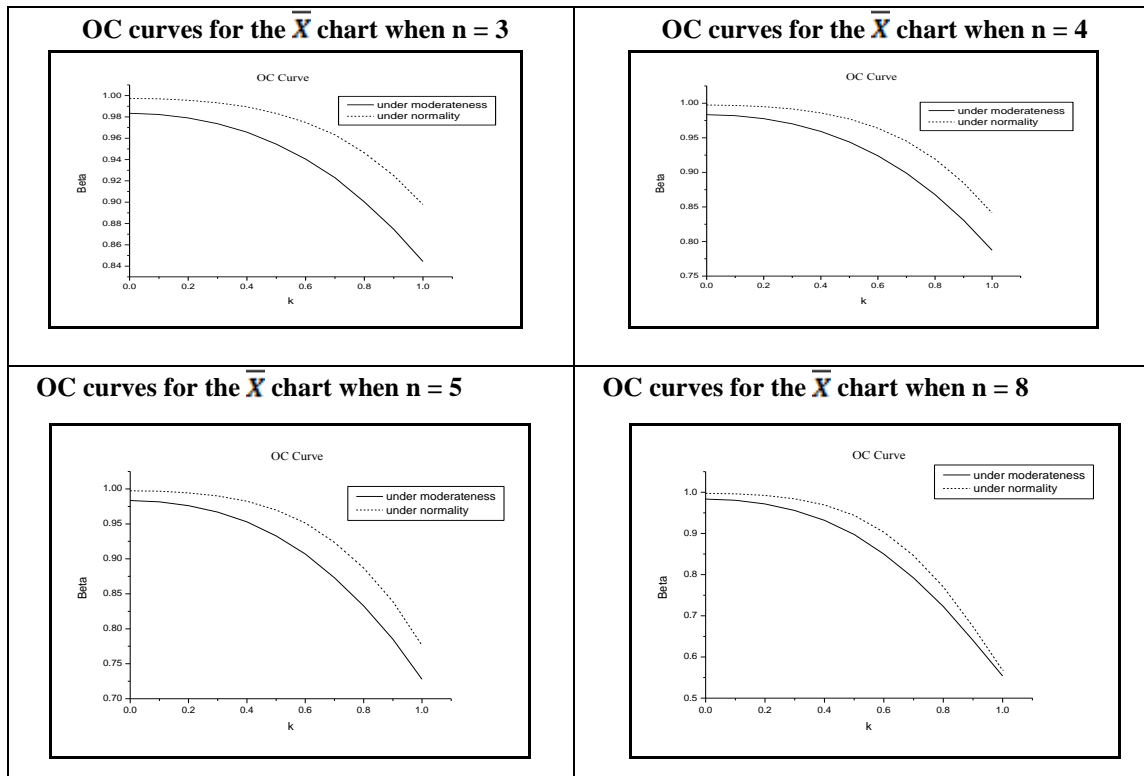 OC curves for the X̅ chart when n = 3
OC Curve
under moderateness
under normality
1.00
0.98
0.96
0.94
0.92
0.90
0.88
0.86
0.84
Beta
0.0 0.2 0.4 0.6 0.8 1.0
k
OC curves for the X̅ chart when n = 4
OC Curve
under moderateness
under normality
1.00
0.95
0.90
0.85
0.80
0.75
Beta
0.0 0.2 0.4 0.6 0.8 1.0
k
OC curves for the X̅ chart when n = 5
OC Curve
under moderateness
under normality
1.00
0.95
0.90
0.85
0.80
0.75
0.70
Beta
0.0 0.2 0.4 0.6 0.8 1.0
k
OC curves for the X̅ chart when n = 8
OC Curve
under moderateness
under normality
1.0
0.9
0.8
0.7
0.6
0.5
Beta
0.0 0.2 0.4 0.6 0.8 1.0
k